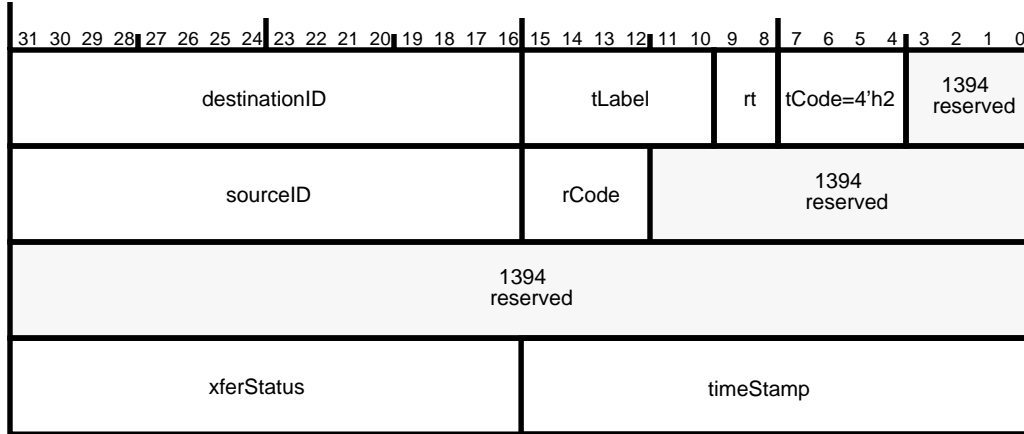 31 30 29 28 27 26 25 24 23 22 21 20 19 18 17 16 15 14 13 12 11 10 9 8 7 6 5 4 3 2 1 0
destinationID tLabel rt tCode=4'h2 1394
reserved
sourceID rCode 1394
reserved
1394
reserved
xferStatus timeStamp